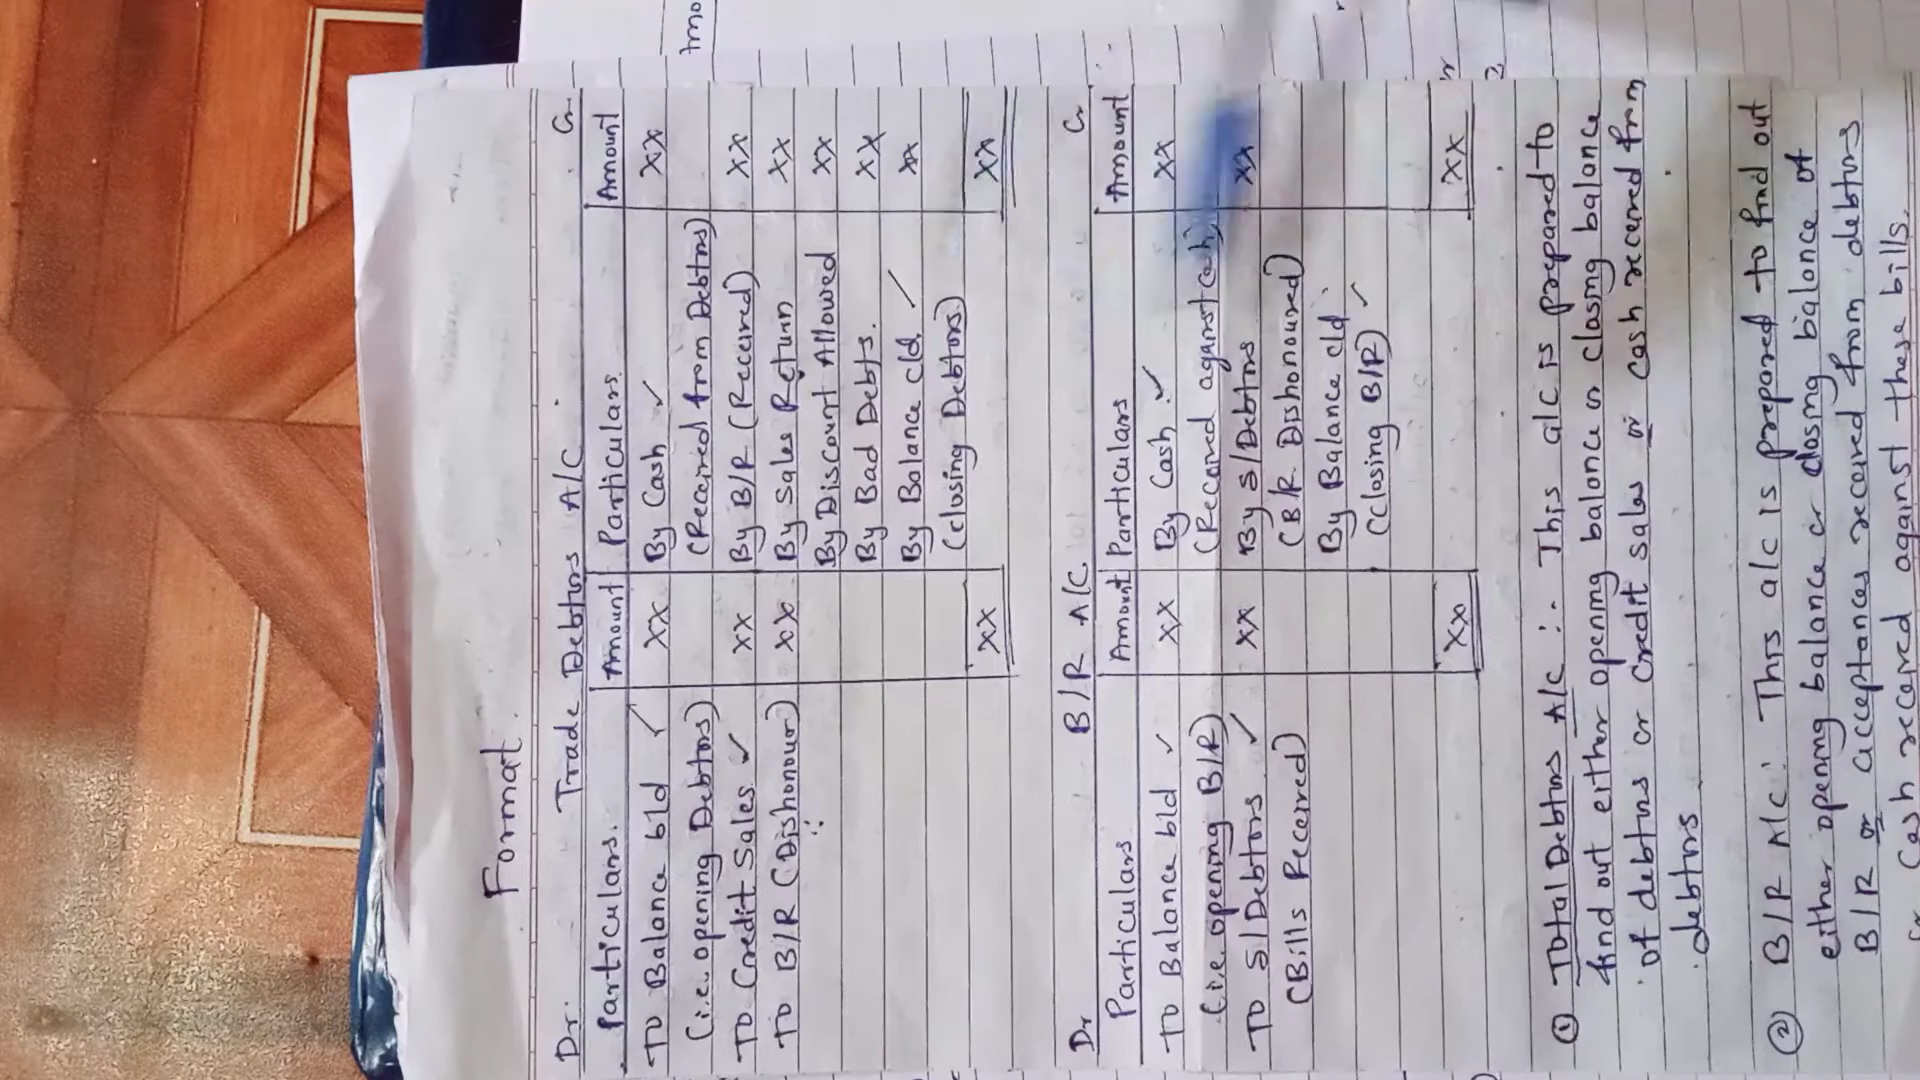 Format.
Dr. Trade Debtors A/C. Cr
Particulars. Amount Particulars. Amount
TO Balance b/d ✓ XX By Cash ✓ XX
(i.e. opening Debtors) (Received from Debtors)
TO Credit Sales ✓ XX By B/R (Received) XX
TO B/R (Dishonour) XX By Sales Return XX
By Discount Allowed XX
By Bad Debts. XX
By Balance c/d ✓ XX
(closing Debtors)
XX XX
Dr B/R A/C Cr
Particulars Amount Particulars Amount
TO Balance b/d ✓ XX By Cash ✓ XX
(i.e. opening B/R) (Received against cash)
TO S/Debtors ✓ XX By S/Debtors XX
(Bills Received) (B/R Dishonoured)
By Balance c/d
(closing B/R) ✓
XX XX
① Total Debtors A/C :. This a/c is prepared to
find out either opening balance or closing balance
of debtors or credit sales or cash received from
debtors
② B/R A/C: This a/c is prepared to find out
either opening balance or closing balance of
B/R or acceptances received from debtors
or cash received against these bills.